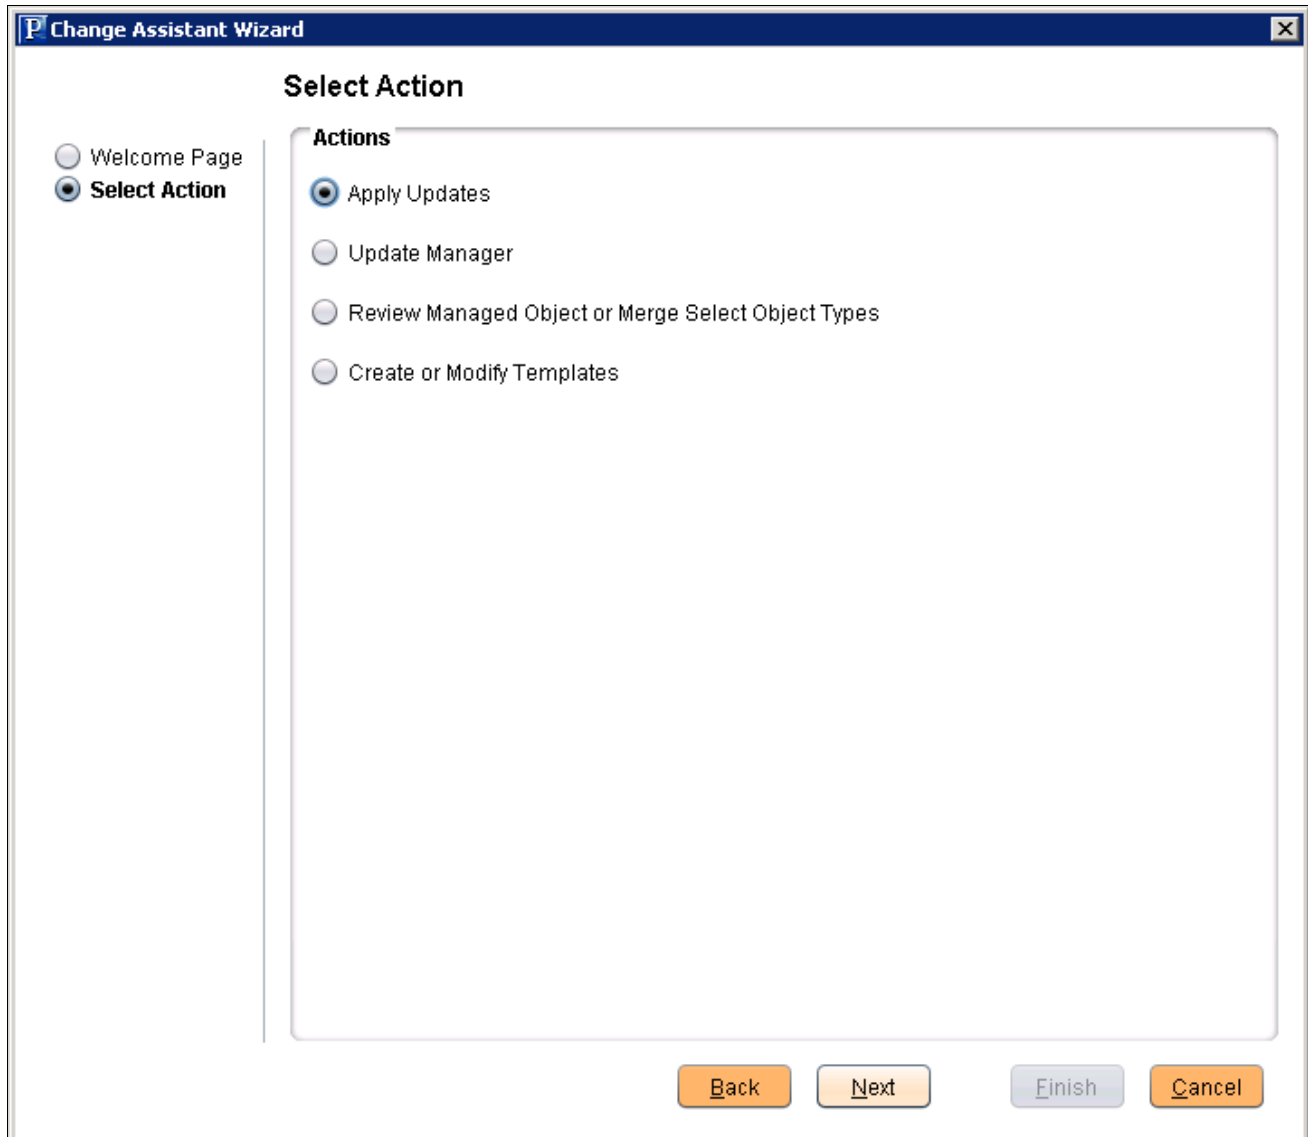 P Change Assistant Wizard
Select Action
Welcome Page
Select Action
Actions
Apply Updates
Update Manager
Review Managed Object or Merge Select Object Types
Create or Modify Templates
Back Next Finish Cancel